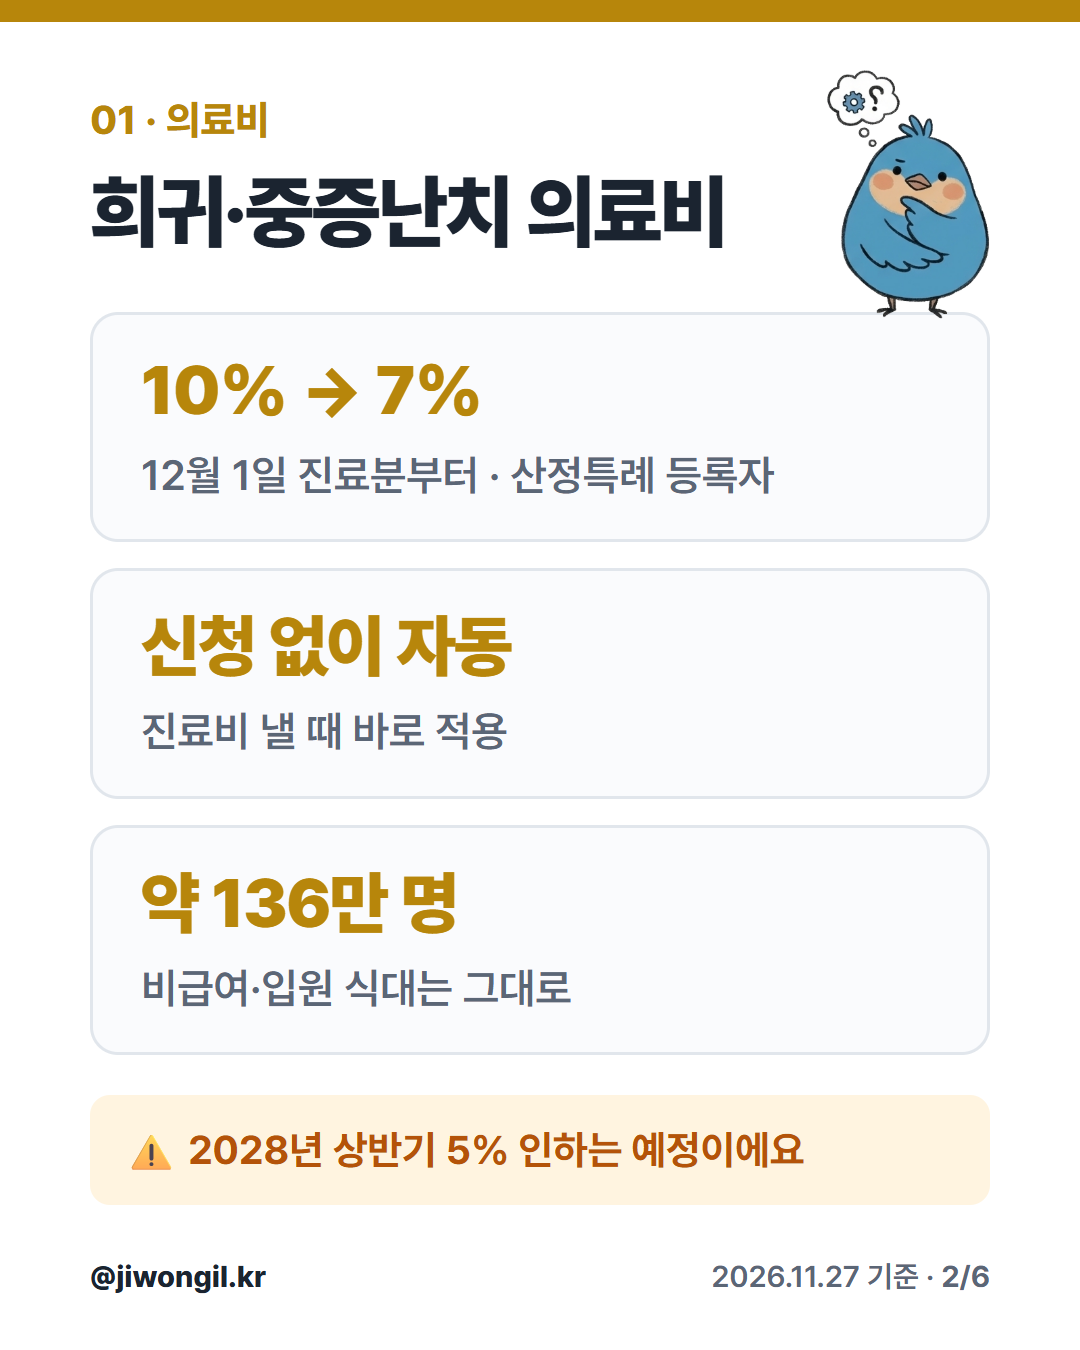 01 · 의료비
희귀·중증난치 의료비
10% → 7%
12월 1일 진료분부터 · 산정특례 등록자
신청 없이 자동
진료비 낼 때 바로 적용
약 136만 명
비급여·입원 식대는 그대로
⚠️ 2028년 상반기 5% 인하는 예정이에요
@jiwongil.kr
2026.11.27 기준 · 2/6